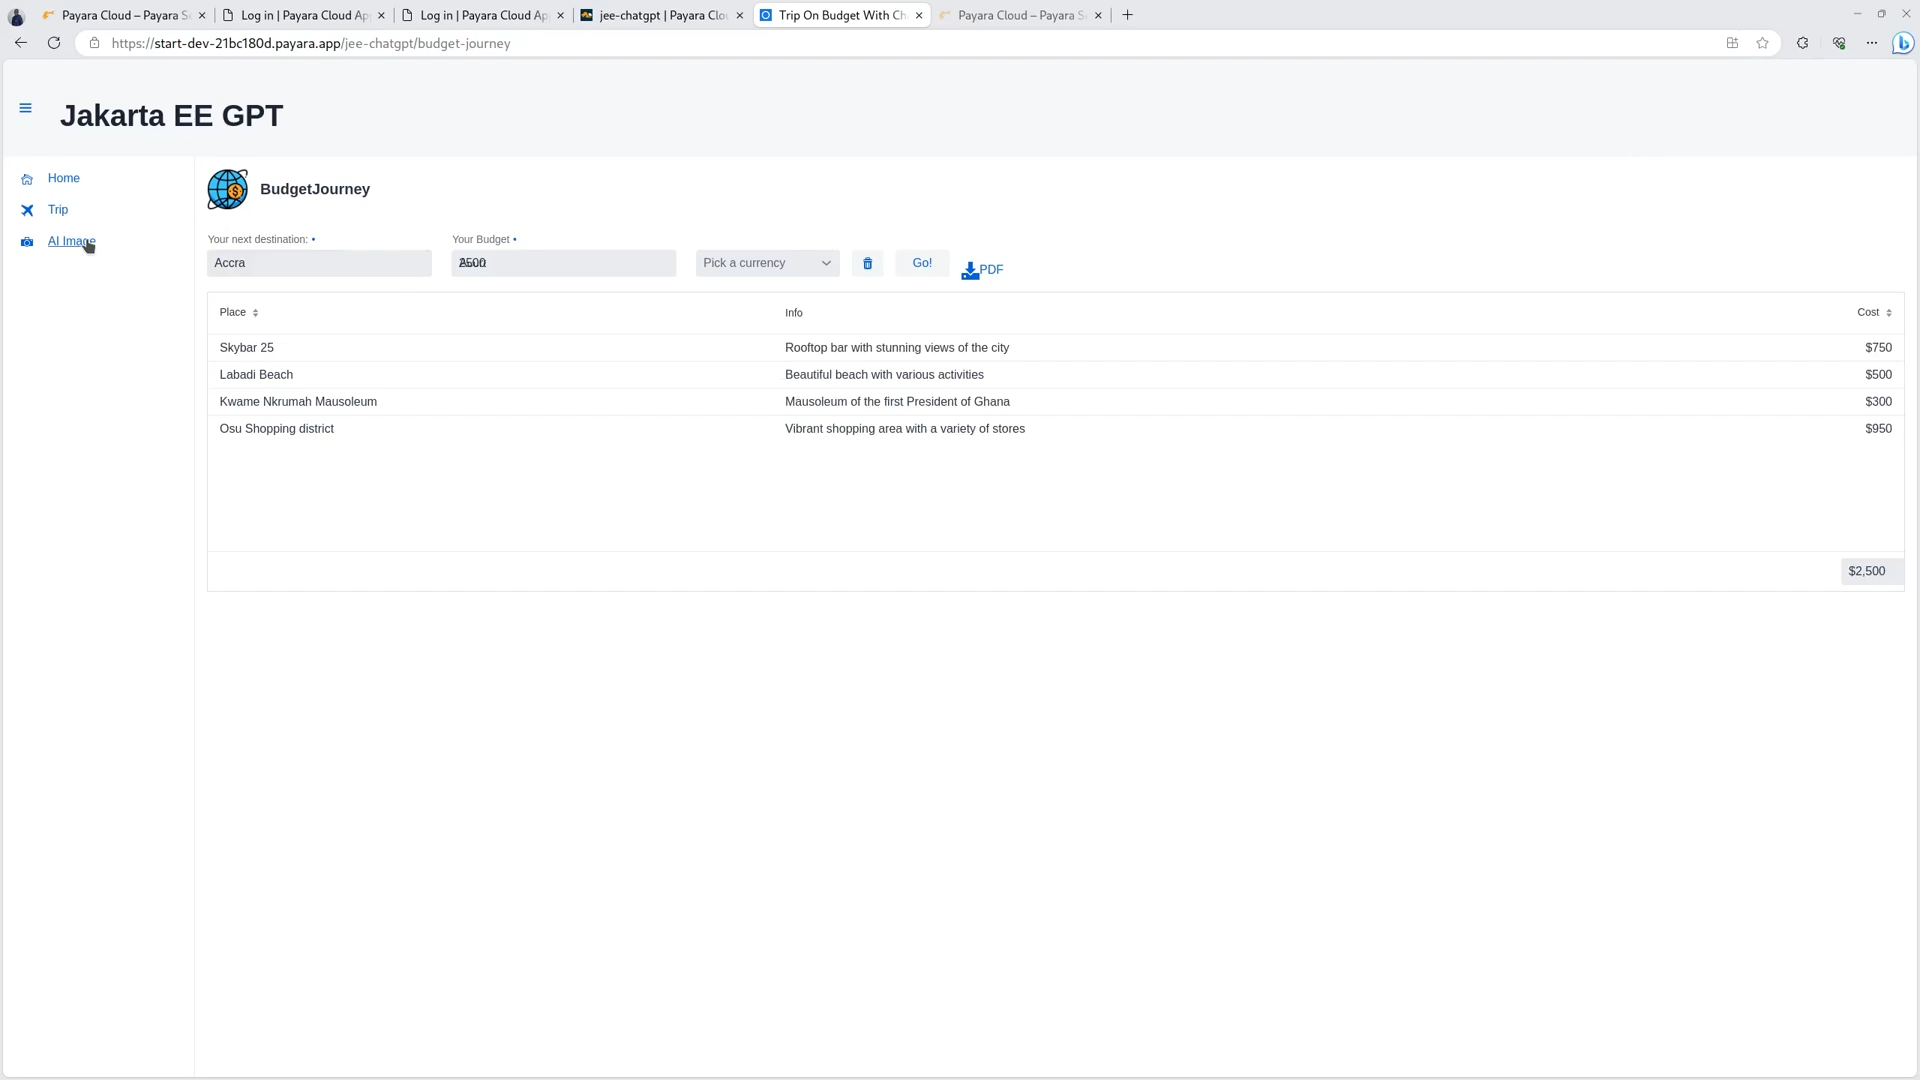 Payara Cloud – Payara Se
Log in | Payara Cloud Ap
Log in | Payara Cloud Ap
jee-chatgpt | Payara Clou
Trip On Budget With Ch
Payara Cloud – Payara Se
https://start-dev-21bc180d.payara.app/jee-chatgpt/budget-journey
Jakarta EE GPT
Home
Trip
AI Image
BudgetJourney
Your next destination: •
Your Budget •
Accra
2500
Pick a currency
Go!
PDF
Place
Info
Cost
Skybar 25
Rooftop bar with stunning views of the city
$750
Labadi Beach
Beautiful beach with various activities
$500
Kwame Nkrumah Mausoleum
Mausoleum of the first President of Ghana
$300
Osu Shopping district
Vibrant shopping area with a variety of stores
$950
$2,500